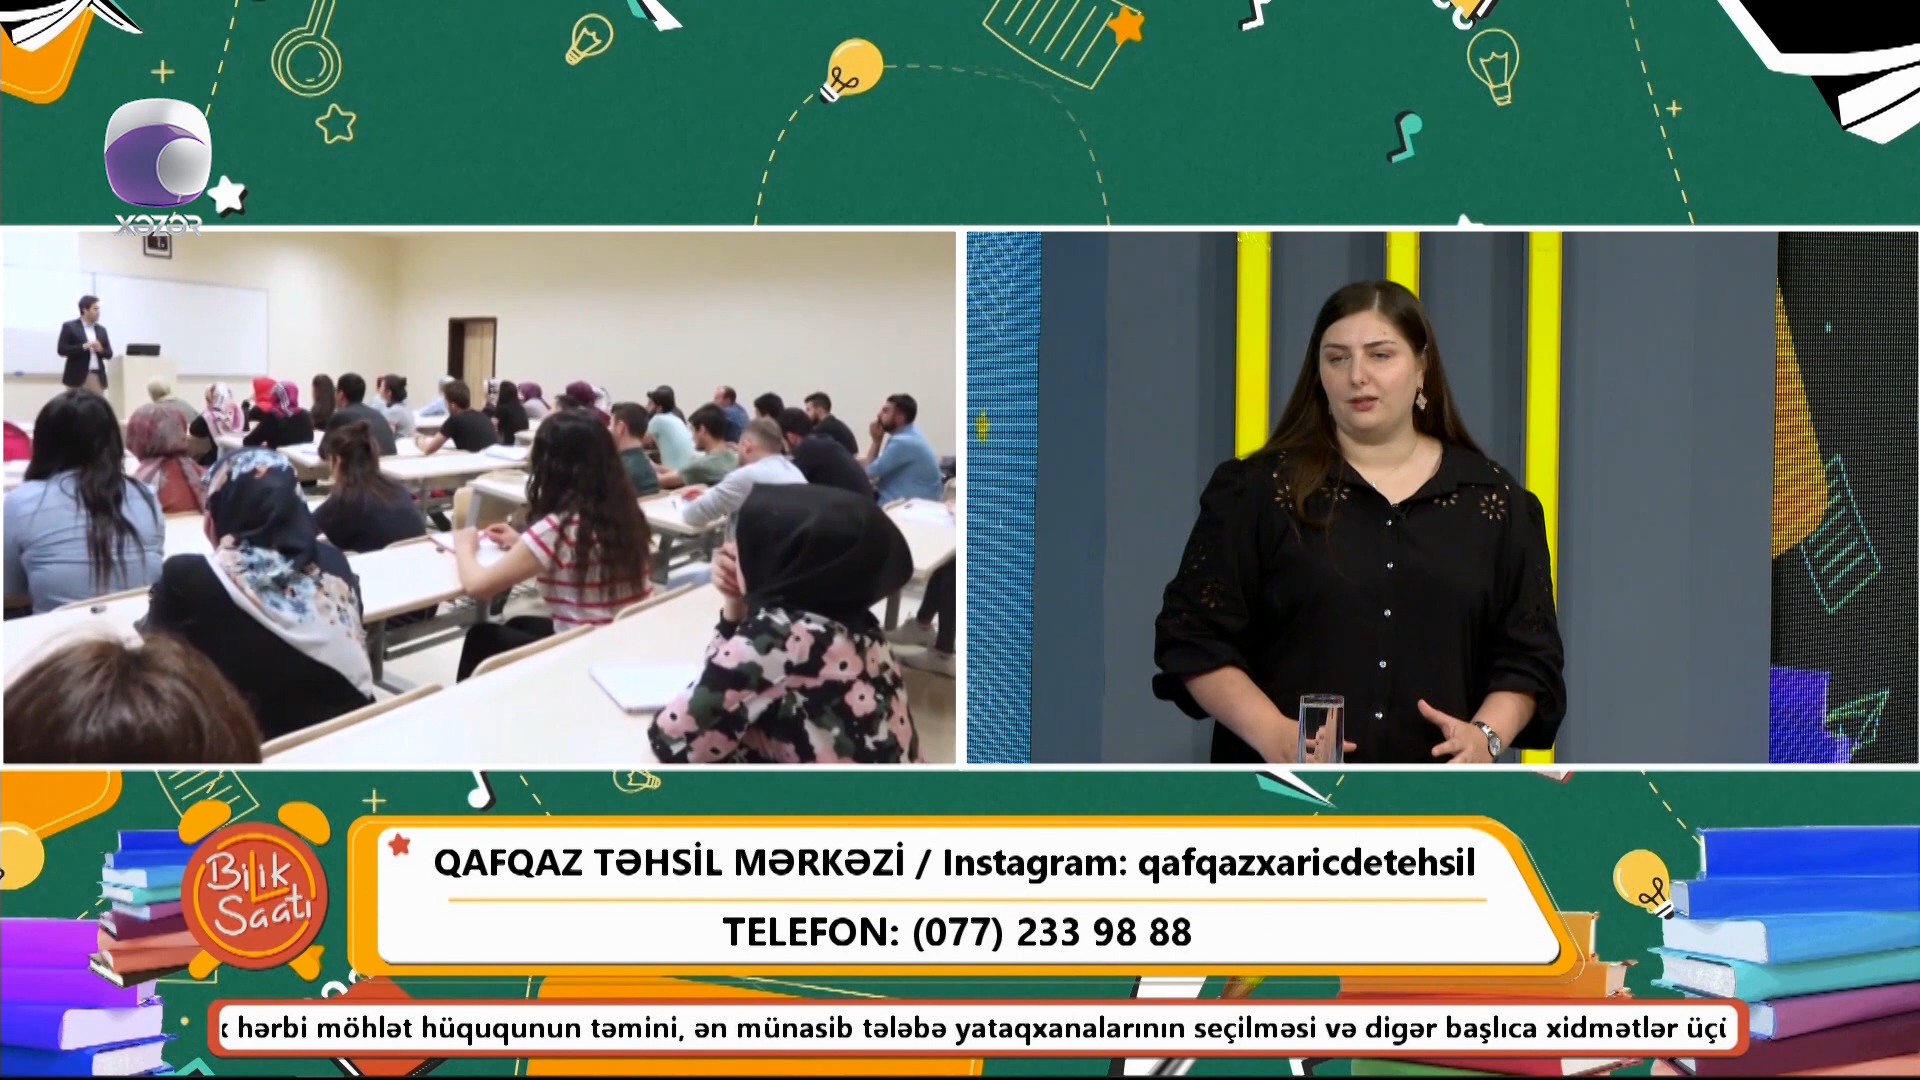 XəZəR
QAFQAZ TƏHSİL MƏRKƏZİ / Instagram: qafqazxaricdetehsil
TELEFON: (077) 233 98 88
Bilik
Saatı
hərbi möhlət hüququnun təmini, ən münasib tələbə yataqxanalarının seçilməsi və digər başlıca xidmətlər üçi